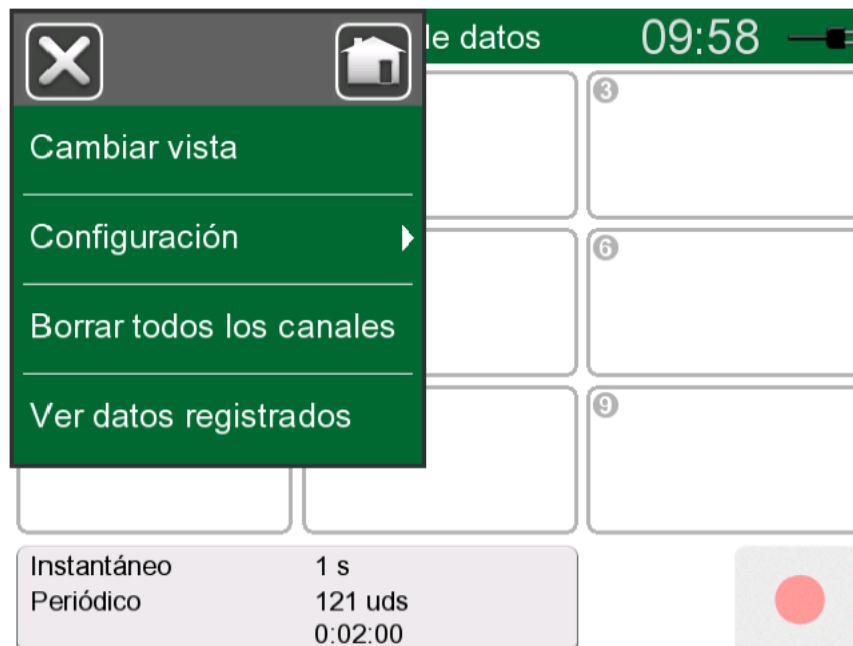 le datos 09:58
Cambiar vista
Configuración
Borrar todos los canales
Ver datos registrados
3
6
9
Instantáneo 1 s
Periódico 121 uds
0:02:00